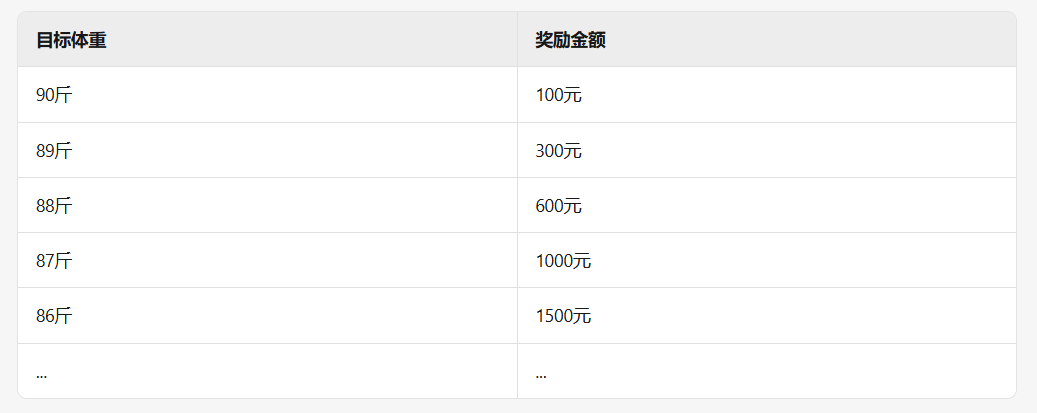 目标体重 奖励金额
90斤 100元
89斤 300元
88斤 600元
87斤 1000元
86斤 1500元
... ...